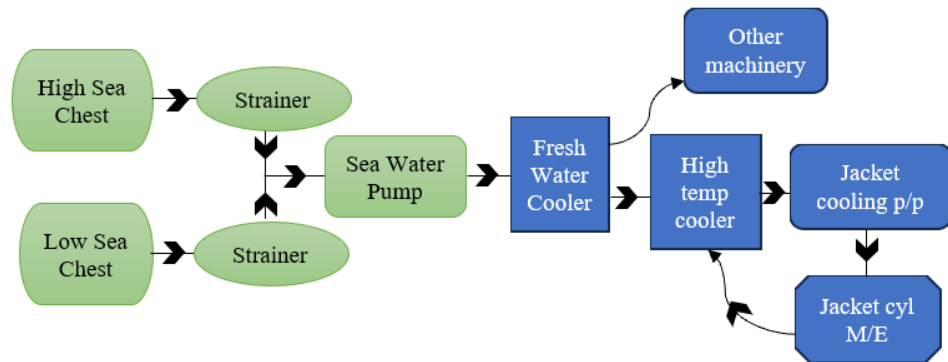 High Sea
Chest
Strainer
Low Sea
Chest
Strainer
Sea Water
Pump
Fresh
Water
Cooler
Other
machinery
High
temp
cooler
Jacket
cooling p/p
Jacket cyl
M/E